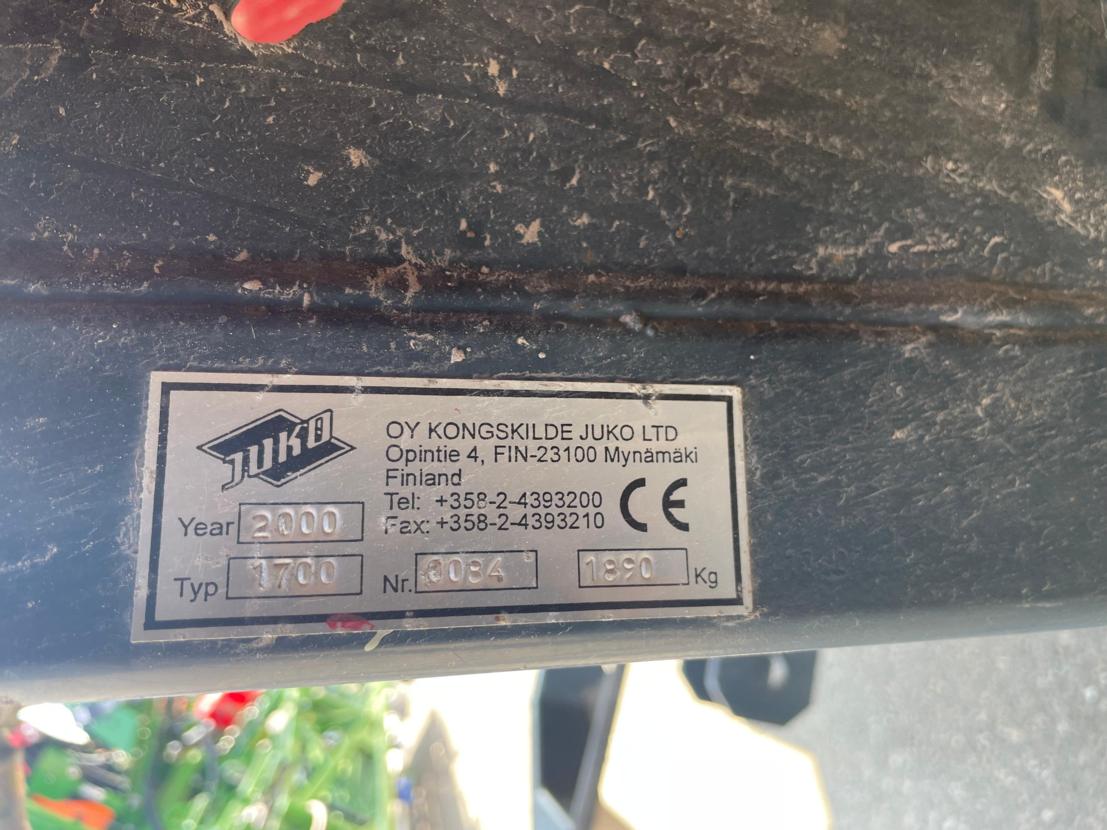 JUKO
OY KONGSKILDE JUKO LTD
Opintie 4, FIN-23100 Mynämäki
Finland
Tel: +358-2-4393200
Fax: +358-2-4393210
CE
Year 2000
Typ 1700
Nr. 0084
1890 Kg